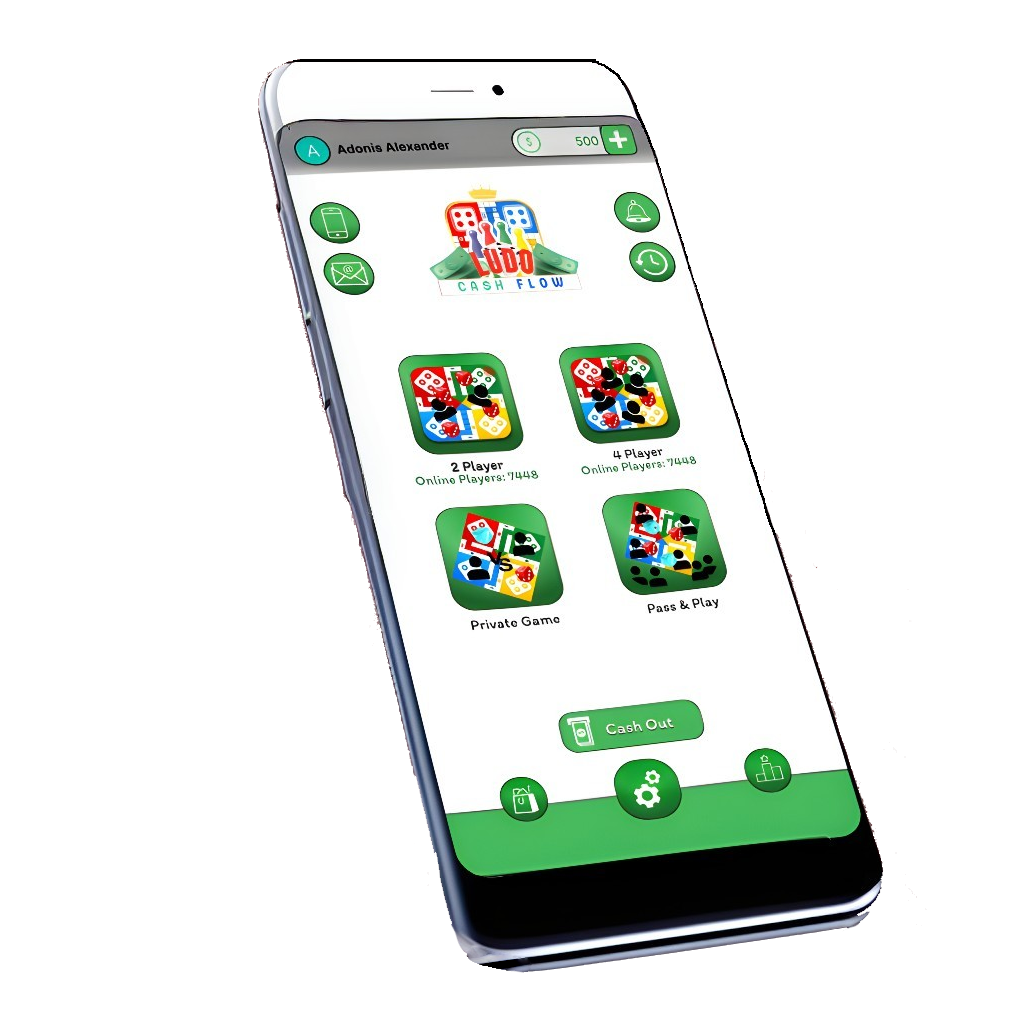 A Adonis Alexander
$ 500 +
LUDO
CASH FLOW
2 Player
Online Players: 7448
4 Player
Online Players: 7448
VS
Private Game
Pass & Play
Cash Out